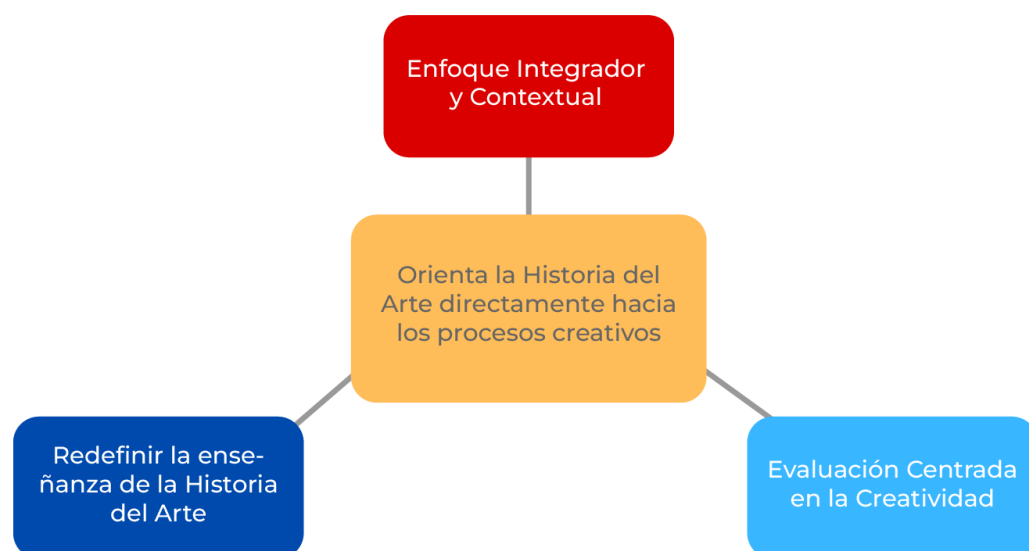 Enfoque Integrador
y Contextual
Orienta la Historia del
Arte directamente hacia
los procesos creativos
Redefinir la ense-
ñanza de la Historia
del Arte
Evaluación Centrada
en la Creatividad